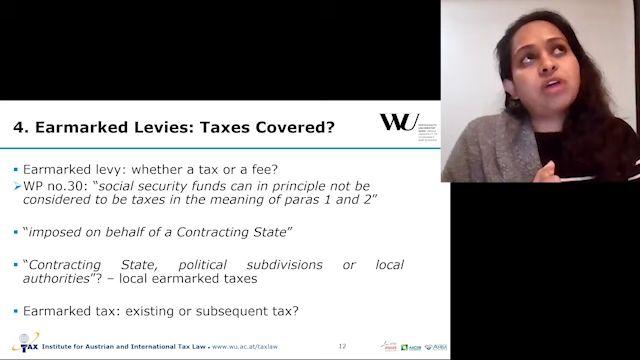 4. Earmarked Levies: Taxes Covered?
WU
Earmarked levy: whether a tax or a fee?
WP no.30: “social security funds can in principle not be
considered to be taxes in the meaning of paras 1 and 2”
“imposed on behalf of a Contracting State”
“Contracting State, political subdivisions or local
authorities”? – local earmarked taxes
Earmarked tax: existing or subsequent tax?
TAX Institute for Austrian and International Tax Law • www.wu.ac.at/taxlaw 12